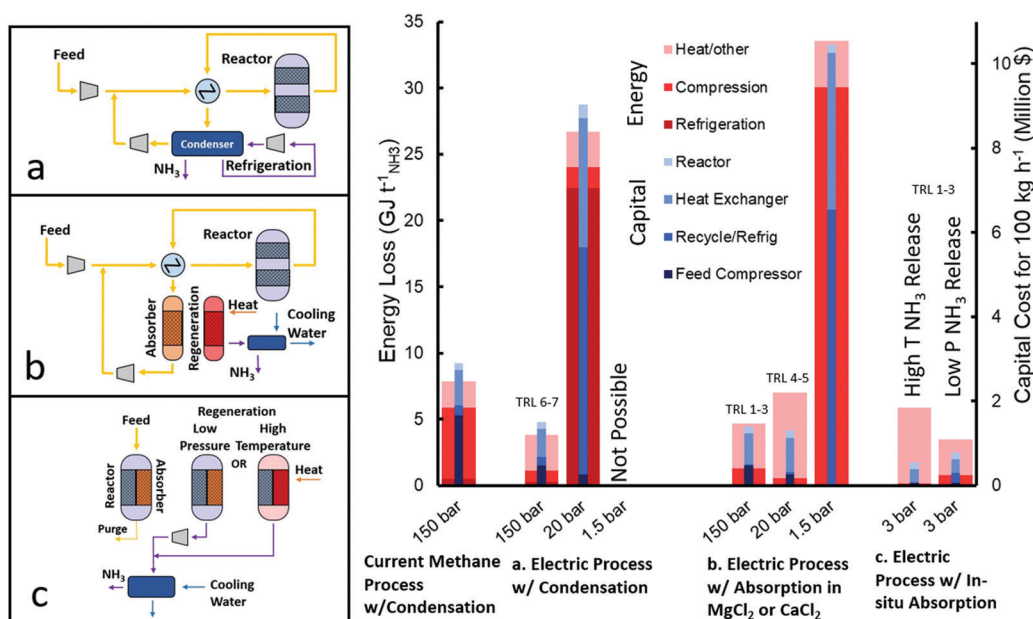 Feed
Reactor
Condenser
NH3
Refrigeration
a
Feed
Reactor
Absorber
Regeneration
Heat
Cooling
Water
NH3
b
Regeneration
Low
Pressure
High
Temperature
OR
Feed
Reactor
Absorber
Heat
Purge
NH3
Cooling
Water
c
Energy Loss (GJ t-1NH3)
35
30
25
20
15
10
5
0
Energy
Heat/other
Compression
Refrigeration
Capital
Reactor
Heat Exchanger
Recycle/Refrig
Feed Compressor
TRL 6-7
Not Possible
TRL 1-3
TRL 4-5
TRL 1-3
High T NH3 Release
Low P NH3 Release
10
8
6
4
2
0
Capital Cost for 100 kg h-1 (Million $)
150 bar
150 bar
20 bar
1.5 bar
150 bar
20 bar
1.5 bar
3 bar
3 bar
Current Methane
Process
w/Condensation
a. Electric Process
w/ Condensation
b. Electric Process
w/ Absorption in
MgCl2 or CaCl2
c. Electric
Process w/ In-
situ Absorption